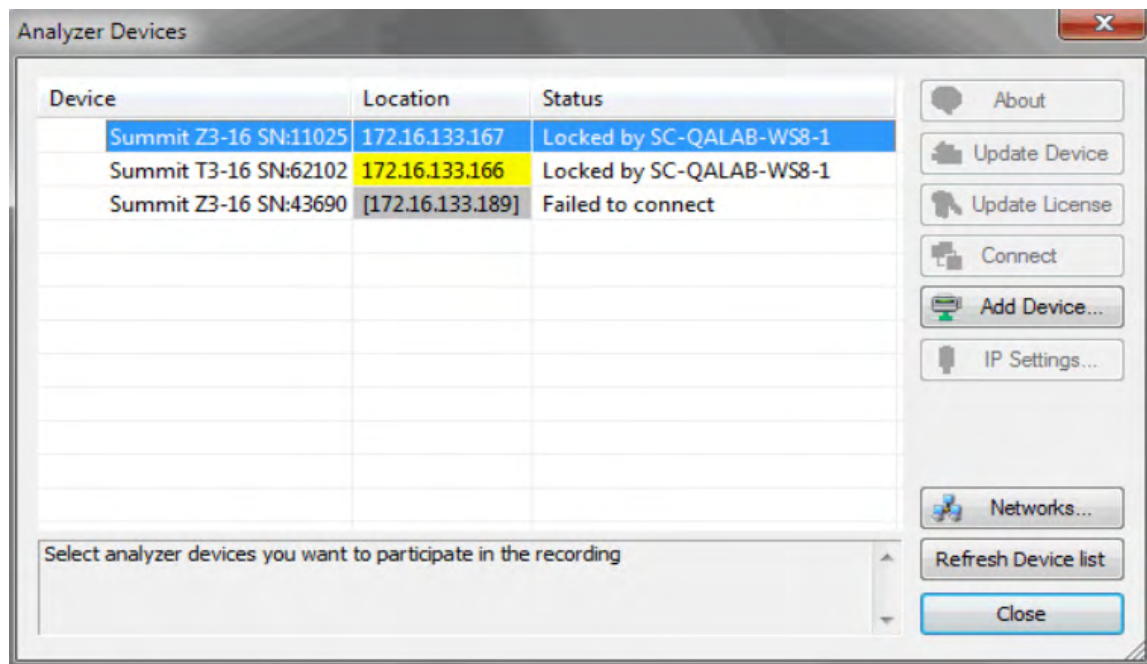 Analyzer Devices
Device Location Status
Summit Z3-16 SN:11025 172.16.133.167 Locked by SC-QALAB-WS8-1
Summit T3-16 SN:62102 172.16.133.166 Locked by SC-QALAB-WS8-1
Summit Z3-16 SN:43690 [172.16.133.189] Failed to connect
About
Update Device
Update License
Connect
Add Device...
IP Settings...
Networks...
Refresh Device list
Close
Select analyzer devices you want to participate in the recording